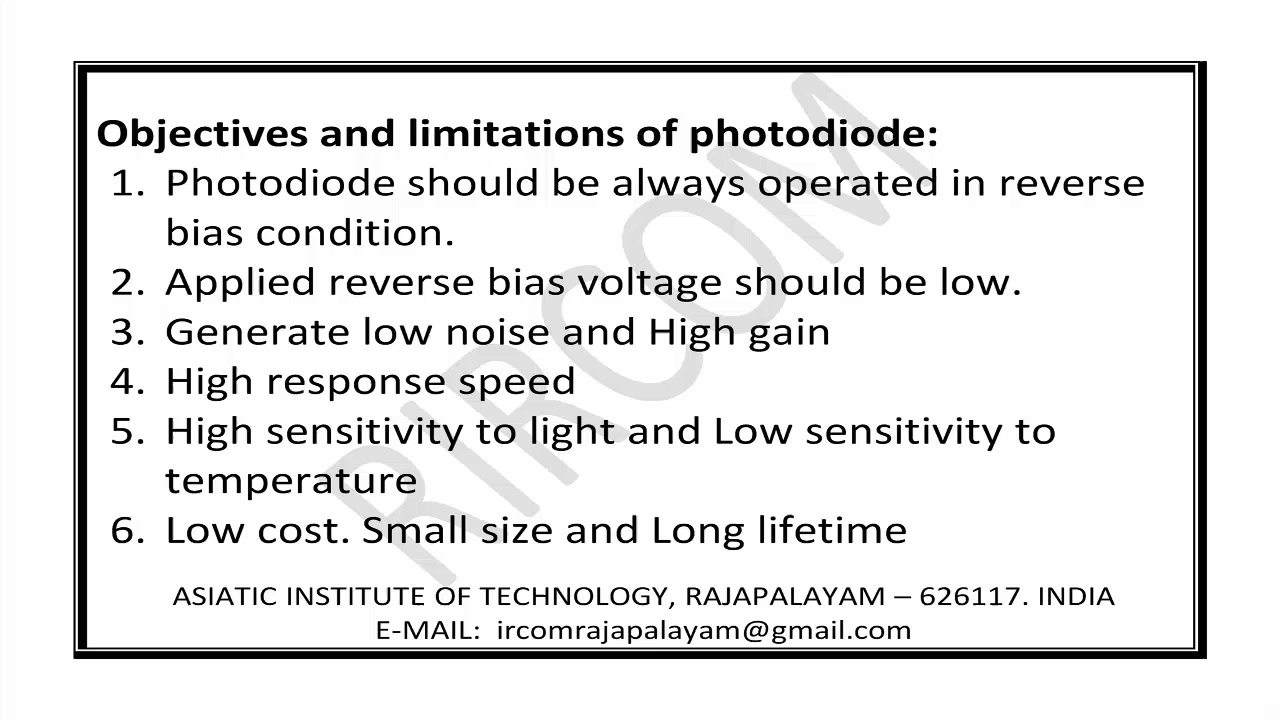 Objectives and limitations of photodiode:
1. Photodiode should be always operated in reverse
bias condition.
2. Applied reverse bias voltage should be low.
3. Generate low noise and High gain
4. High response speed
5. High sensitivity to light and Low sensitivity to
temperature
6. Low cost. Small size and Long lifetime
ASIATIC INSTITUTE OF TECHNOLOGY, RAJAPALAYAM – 626117. INDIA
E-MAIL: ircomrajapalayam@gmail.com
RIRCOM